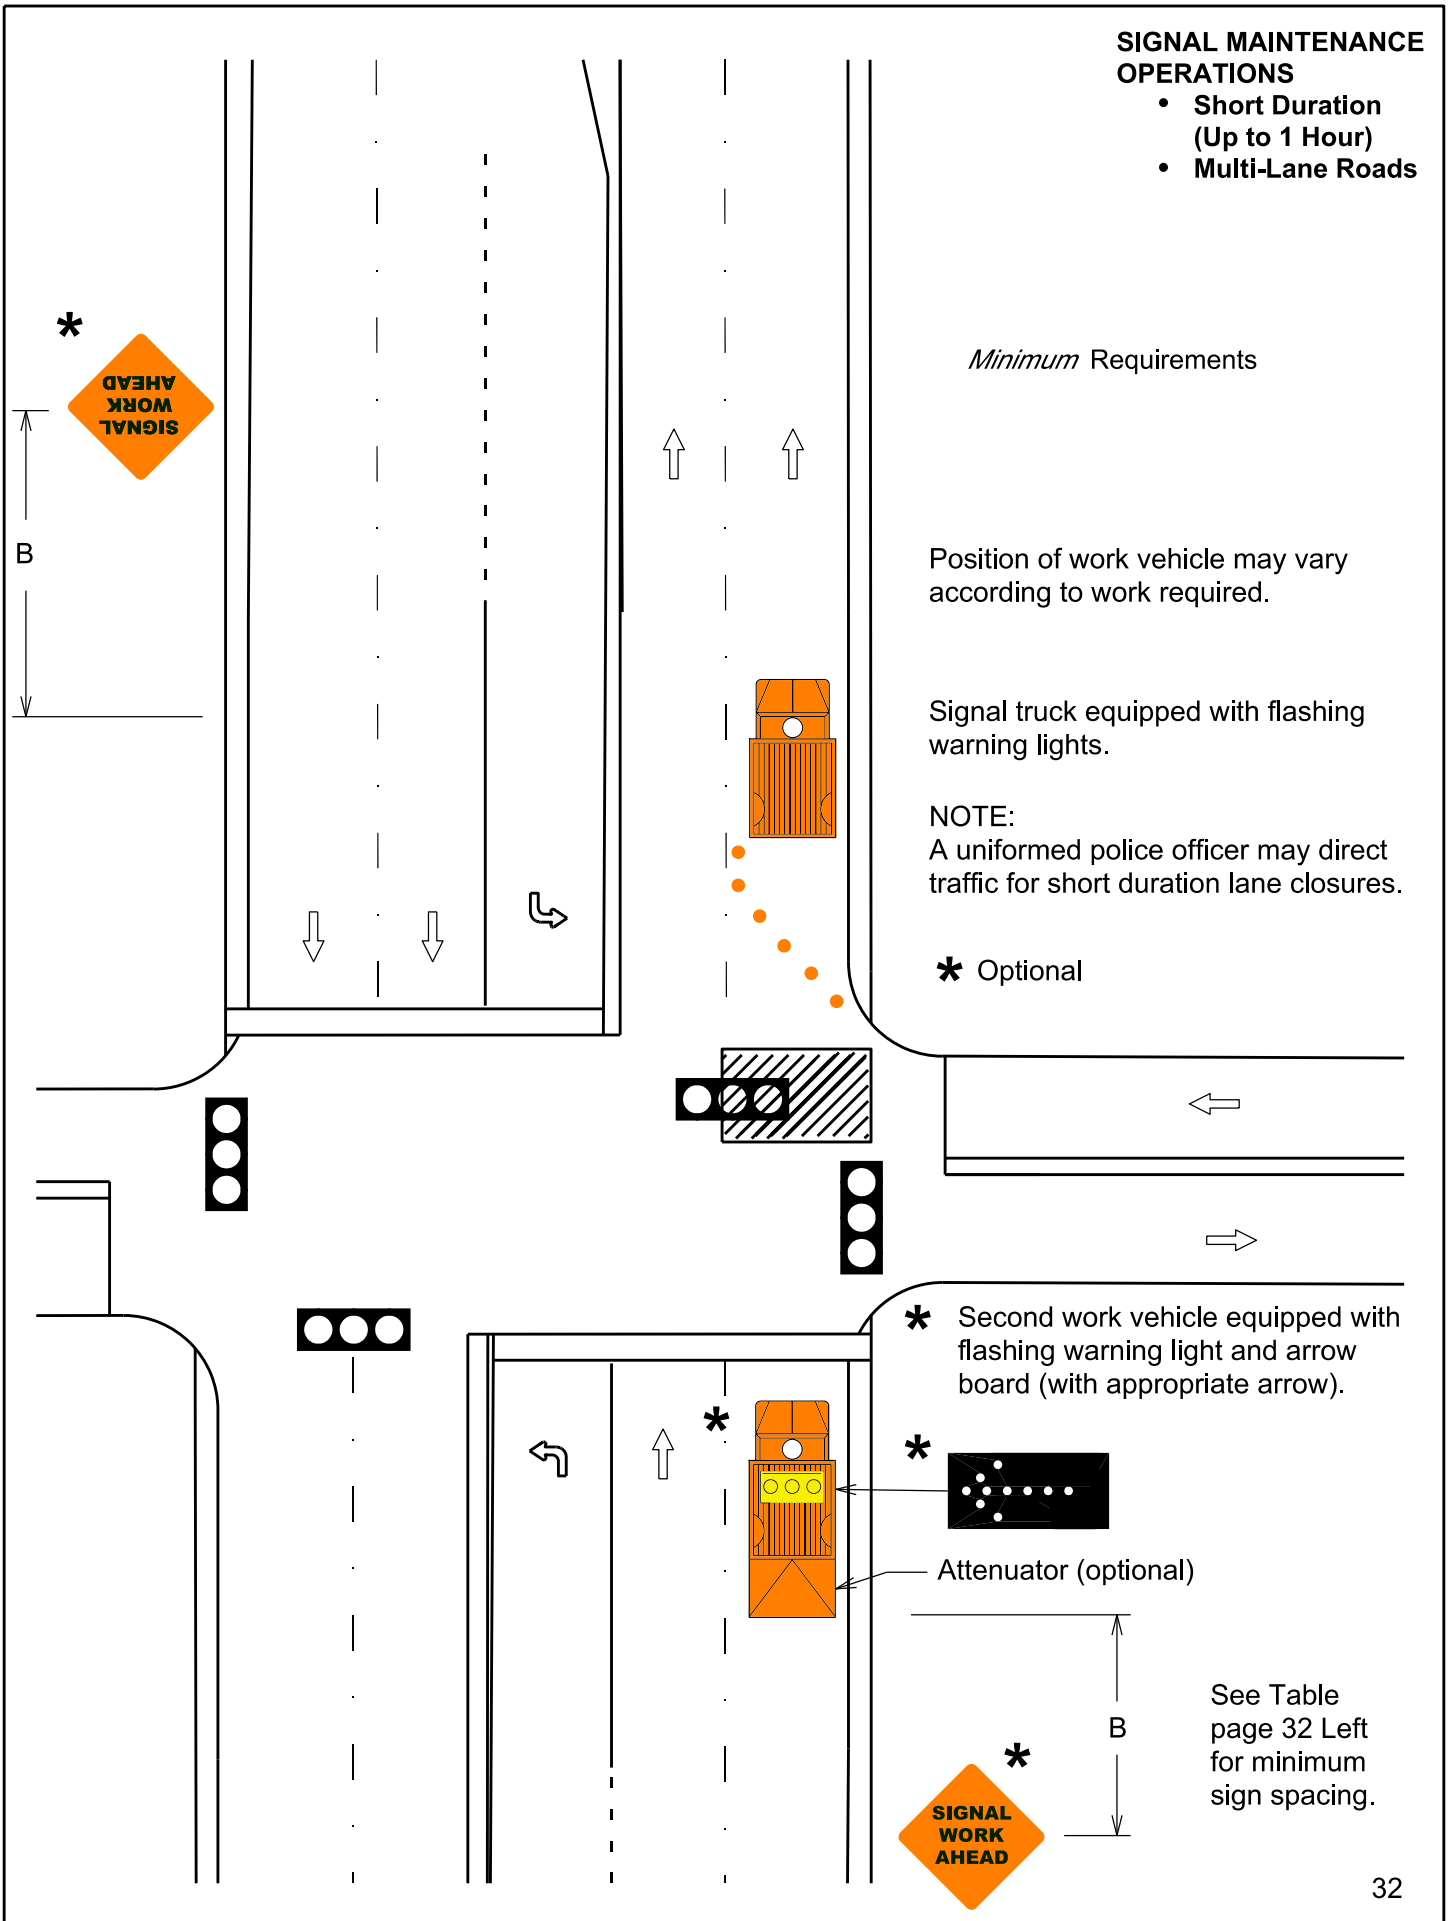 SIGNAL MAINTENANCE
OPERATIONS
• Short Duration
(Up to 1 Hour)
• Multi-Lane Roads
*
SIGNAL
WORK
AHEAD
Minimum Requirements
B
Position of work vehicle may vary
according to work required.
Signal truck equipped with flashing
warning lights.
NOTE:
A uniformed police officer may direct
traffic for short duration lane closures.
* Optional
* Second work vehicle equipped with
flashing warning light and arrow
board (with appropriate arrow).
*
*
Attenuator (optional)
B
See Table
page 32 Left
for minimum
sign spacing.
*
SIGNAL
WORK
AHEAD
32